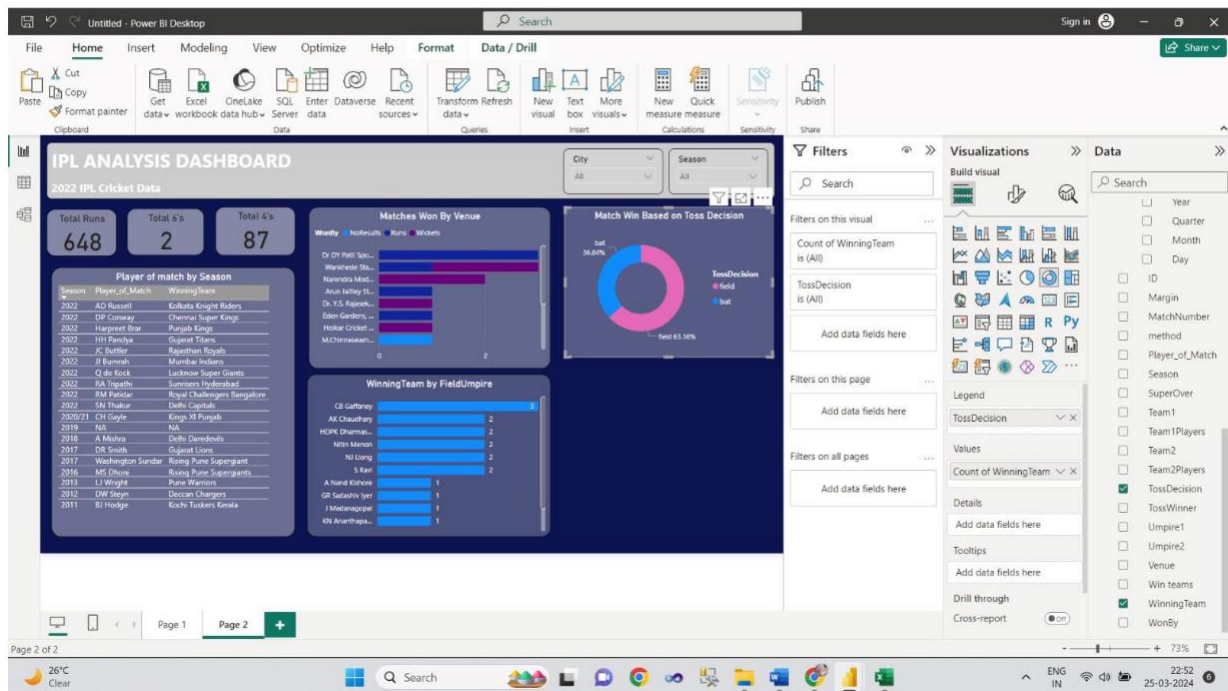 Untitled - Power BI Desktop
Search
Sign in
File Home Insert Modeling View Optimize Help Format Data / Drill
Share
Paste
Cut
Copy
Format painter
Get data
Excel workbook
OneLake data hub
SQL Server
Enter data
Dataverse
Recent sources
Transform data
Refresh
New visual
Text box
More visuals
New measure
Quick measure
Sensitivity
Publish
Clipboard Data Queries Insert Calculations Sensitivity Share
IPL ANALYSIS DASHBOARD
2022 IPL Cricket Data
City
All
Season
All
Total Runs
648
Total 6's
2
Total 4's
87
Player of match by Season
Season Player_of_Match WinningTeam
2022 AD Russell Kolkata Knight Riders
2022 DP Conway Chennai Super Kings
2022 Harpreet Brar Punjab Kings
2022 HH Pandya Gujarat Titans
2022 JC Buttler Rajasthan Royals
2022 JJ Bumrah Mumbai Indians
2022 Q de Kock Lucknow Super Giants
2022 RA Tripathi Sunrisers Hyderabad
2022 RM Patidar Royal Challengers Bangalore
2022 SN Thakur Delhi Capitals
2020/21 CH Gayle Kings XI Punjab
2019 NA NA
2018 A Mishra Delhi Daredevils
2017 DR Smith Gujarat Lions
2017 Washington Sundar Rising Pune Supergiant
2016 MS Dhoni Rising Pune Supergiants
2013 LJ Wright Pune Warriors
2012 DW Steyn Deccan Chargers
2011 BJ Hodge Kochi Tuskers Kerala
Matches Won By Venue
WonBy NoResults Runs Wickets
Dr DY Patil Spo...
Wankhede Sta...
Narendra Mod...
Arun Jaitley St...
Dr. Y.S. Rajasek...
Eden Gardens, ...
Holkar Cricket ...
M.Chinnaswam...
0 2
WinningTeam by FieldUmpire
CB Gaffaney 3
AK Chaudhary 2
HDPK Dharmas... 2
Nitin Menon 2
NJ Llong 2
S Ravi 2
A Nand Kishore 1
GR Sadashiv Iyer 1
J Madanagopal 1
KN Ananthapa... 1
Match Win Based on Toss Decision
bat
36.84%
field 63.16%
TossDecision
field
bat
Filters
Search
Filters on this visual ...
Count of WinningTeam
is (All)
TossDecision
is (All)
Add data fields here
Filters on this page ...
Add data fields here
Filters on all pages ...
Add data fields here
Visualizations
Build visual
R Py
Legend
TossDecision
Values
Count of WinningTeam
Details
Add data fields here
Tooltips
Add data fields here
Drill through
Cross-report
Off
Data
Search
Year
Quarter
Month
Day
ID
Margin
MatchNumber
method
Player_of_Match
Season
SuperOver
Team1
Team1Players
Team2
Team2Players
TossDecision
TossWinner
Umpire1
Umpire2
Venue
Win teams
WinningTeam
WonBy
Page 1
Page 2
Page 2 of 2
73%
26°C
Clear
Search
ENG
IN
22:52
25-03-2024
6